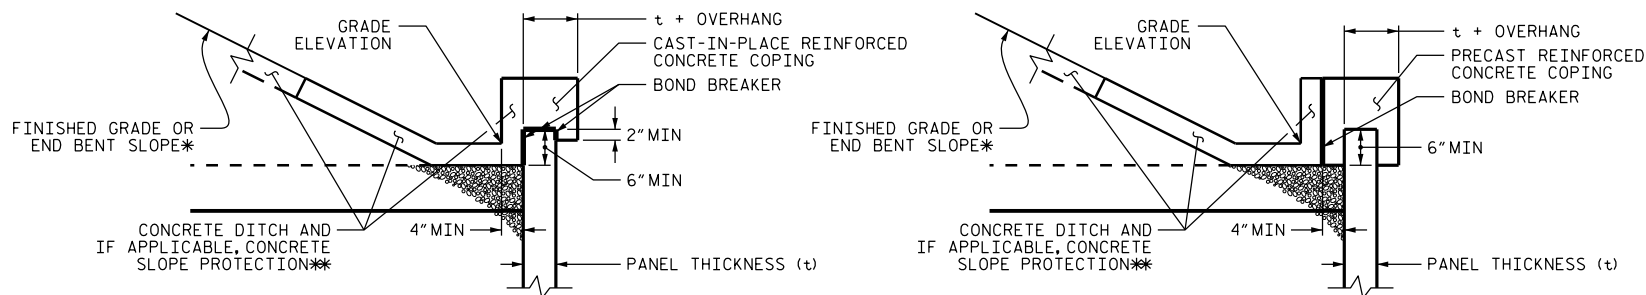 GRADE
ELEVATION
t + OVERHANG
CAST-IN-PLACE REINFORCED
CONCRETE COPING
BOND BREAKER
FINISHED GRADE OR
END BENT SLOPE*
2" MIN
6" MIN
CONCRETE DITCH AND
IF APPLICABLE, CONCRETE
SLOPE PROTECTION**
4" MIN
PANEL THICKNESS (t)
GRADE
ELEVATION
t + OVERHANG
PRECAST REINFORCED
CONCRETE COPING
BOND BREAKER
FINISHED GRADE OR
END BENT SLOPE*
6" MIN
CONCRETE DITCH AND
IF APPLICABLE, CONCRETE
SLOPE PROTECTION**
4" MIN
PANEL THICKNESS (t)